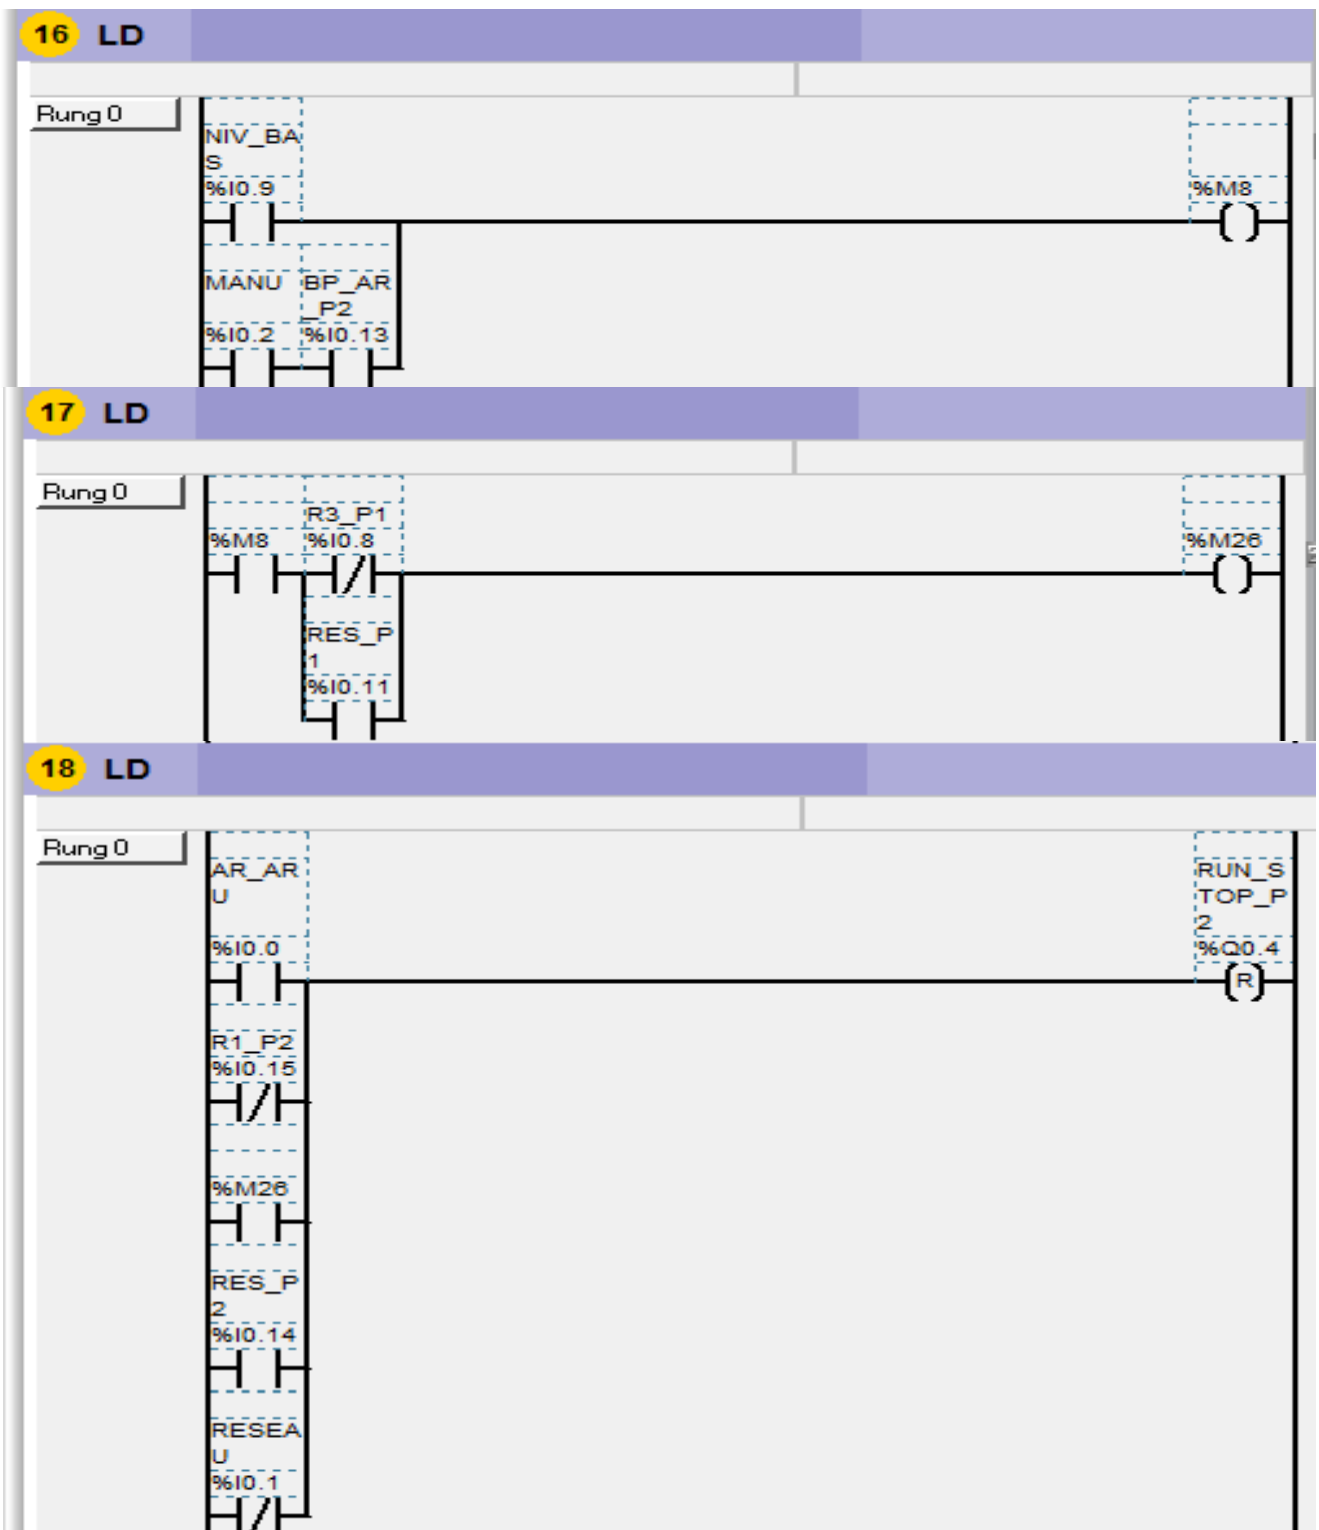 16 LD
Rung 0
NIV_BA
S
%I0.9
%M8
MANU BP_AR
_P2
%I0.2 %I0.13
17 LD
Rung 0
R3_P1
%M8 %I0.8
%M26
RES_P
1
%I0.11
18 LD
Rung 0
AR_AR
U
%I0.0
RUN_S
TOP_P
2
%Q0.4
R
R1_P2
%I0.15
%M26
RES_P
2
%I0.14
RESEA
U
%I0.1